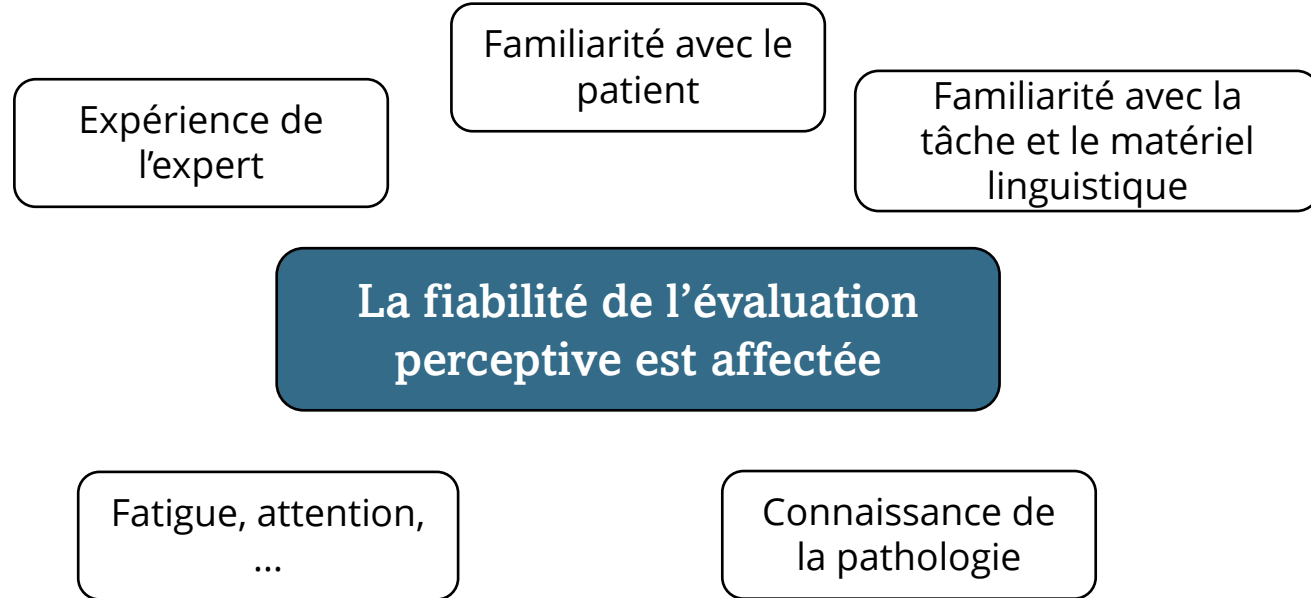 Familiarité avec le
patient
Expérience de
l’expert
Familiarité avec la
tâche et le matériel
linguistique
La fiabilité de l’évaluation
perceptive est affectée
Fatigue, attention,
...
Connaissance de
la pathologie